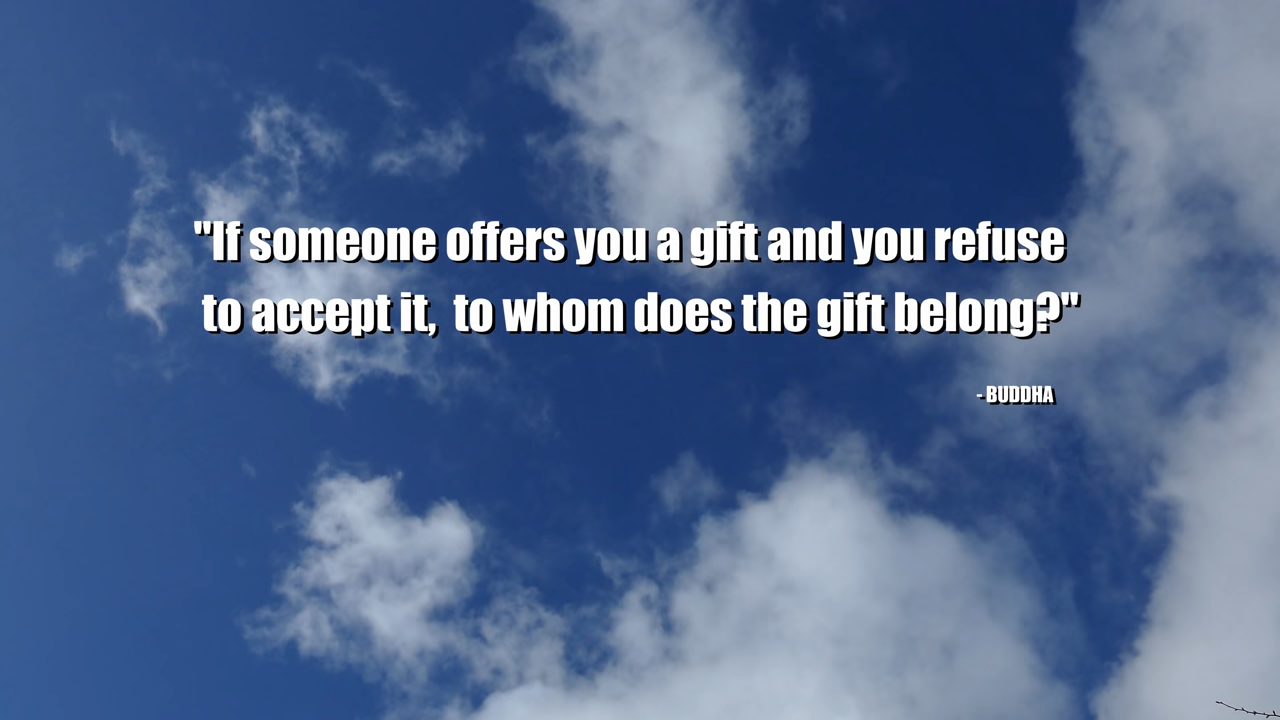 "If someone offers you a gift and you refuse
to accept it,  to whom does the gift belong?"
- BUDDHA